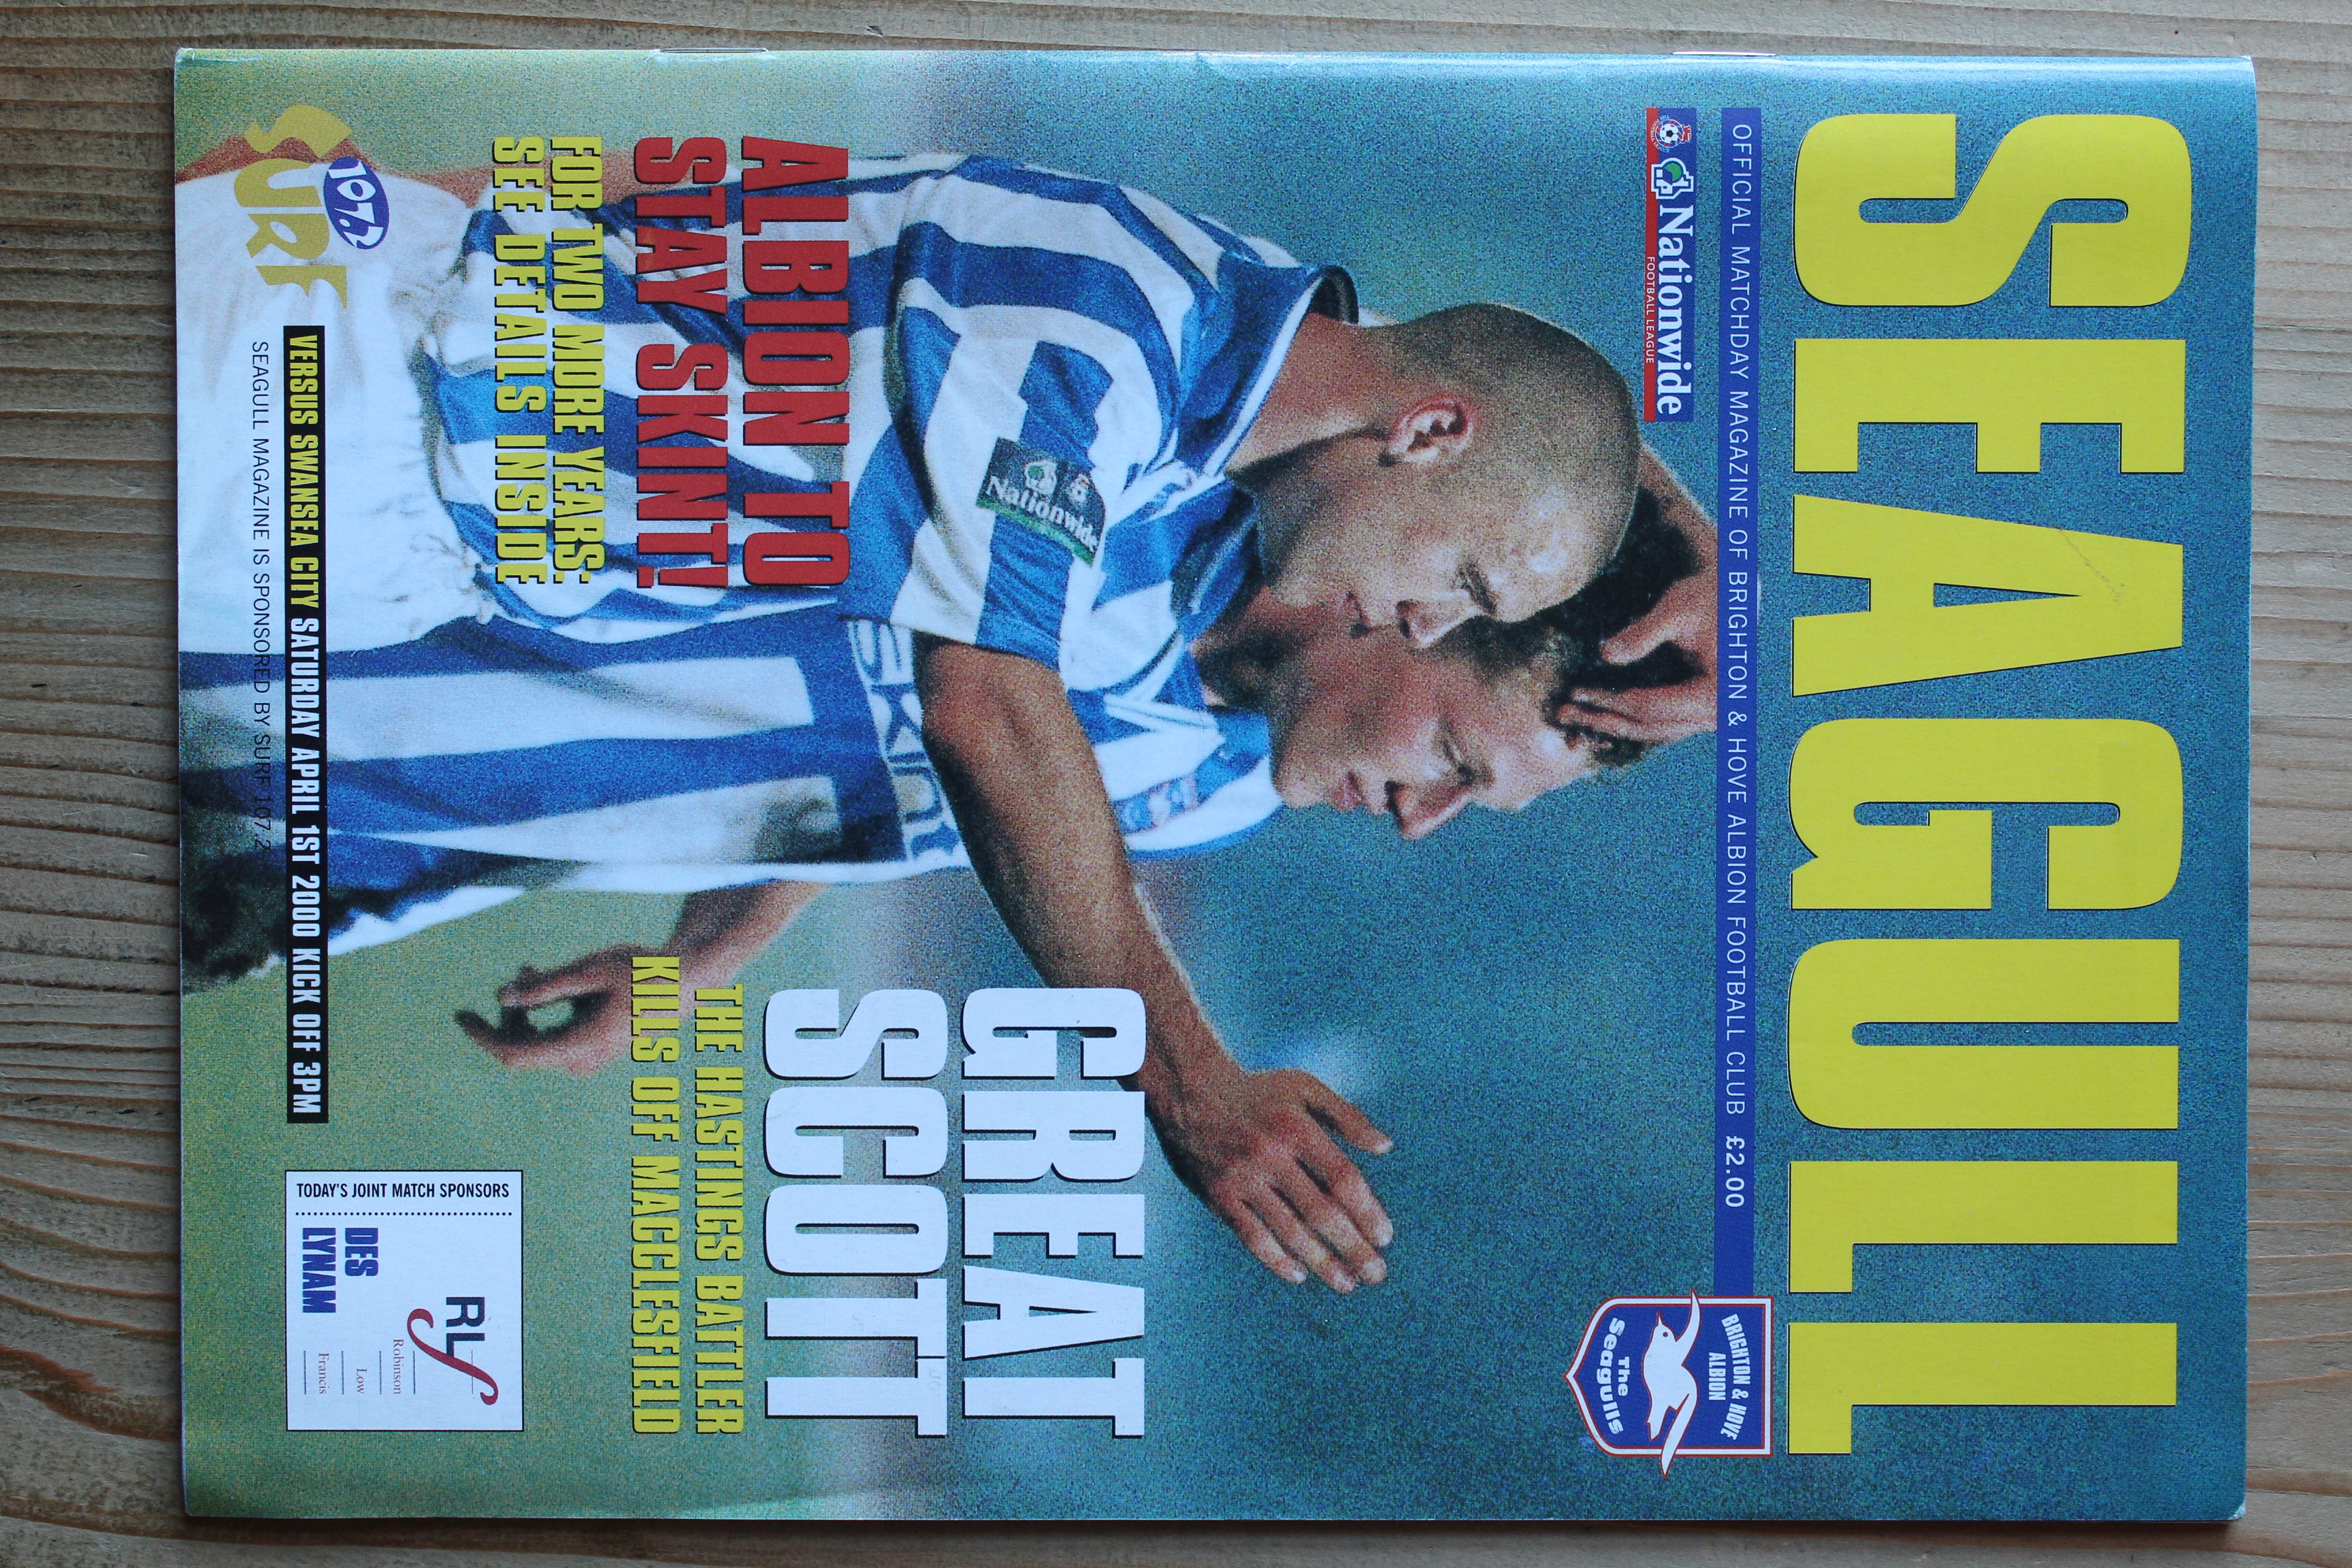 SEAGULL
OFFICIAL MATCHDAY MAGAZINE OF BRIGHTON & HOVE ALBION FOOTBALL CLUB £2.00
Nationwide
FOOTBALL LEAGUE
BRIGHTON & HOVE
ALBION
The
Seagulls
Nationwide
SKINT
GREAT
SCOTT
THE HASTINGS BATTLER
KILLS OFF MACCLESFIELD
ALBION TO
STAY SKINT!
FOR TWO MORE YEARS:
SEE DETAILS INSIDE
107.2
SURF
VERSUS SWANSEA CITY SATURDAY APRIL 1ST 2000 KICK OFF 3PM
SEAGULL MAGAZINE IS SPONSORED BY SURF 107.2
TODAY'S JOINT MATCH SPONSORS
DES
LYNAM
RLf
Robinson
Low
Francis